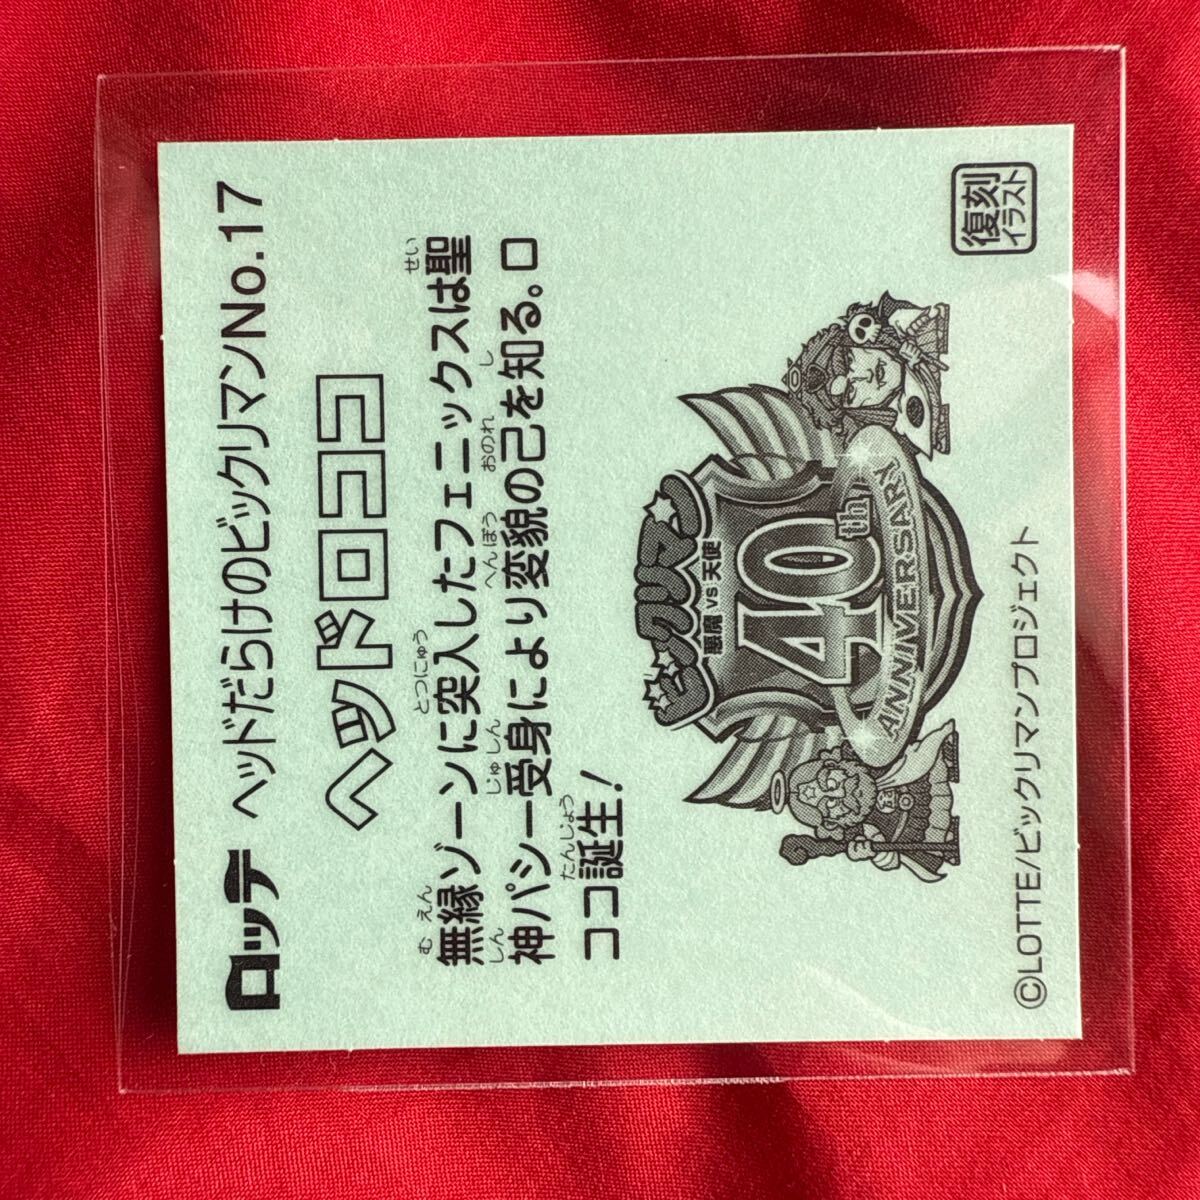 ロッテ ヘッドだらけのビックリマンNo.17
ヘッドロココ
無縁ゾーンに突入したフェニックスは聖
神パシー受身により変貌の己を知る。ロ
ココ誕生!
むえん
とつにゅう
せい
しん
じゅしん
へんぼう
おのれ
し
たんじょう
ビックリマン
悪魔VS天使
40th
ANNIVERSARY
©LOTTE/ビックリマンプロジェクト
復刻
イラスト